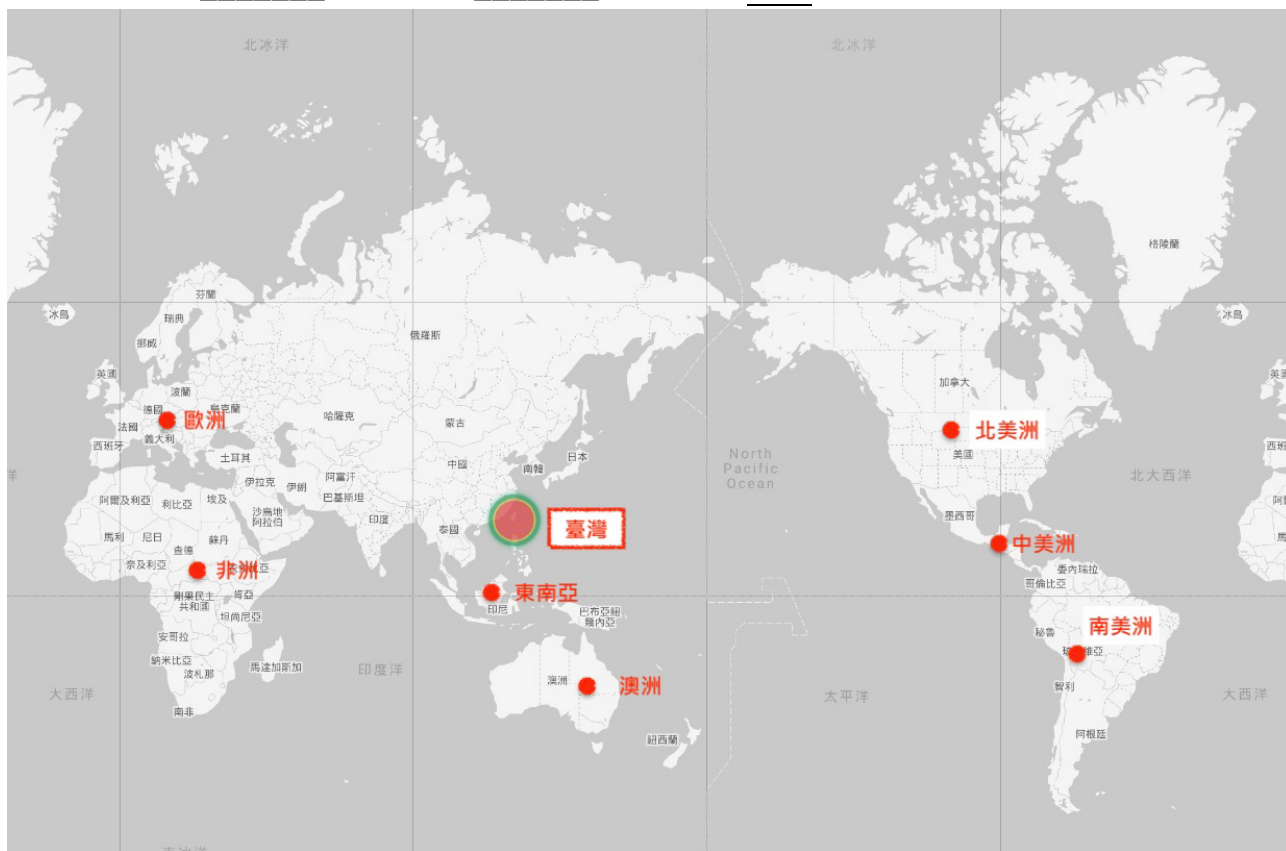 北冰洋
北冰洋
格陵蘭
冰島
芬蘭
冰島
瑞典
挪威
俄羅斯
英國
波蘭
加拿大
德國
烏克蘭
歐洲
哈薩克
蒙古
法國
北美洲
西班牙
義大利
日本
美國
土耳其
中國
南韓
North
Pacific
Ocean
北大西洋
伊拉克
伊朗
阿富汗
巴基斯坦
阿爾及利亞
利比亞
埃及
沙烏地
阿拉伯
印度
泰國
臺灣
墨西哥
馬利
尼日
蘇丹
中美洲
查德
奈及利亞
非洲
委內瑞拉
哥倫比亞
剛果民主
共和國
肯亞
東南亞
印尼
巴布亞紐
幾內亞
坦尚尼亞
安哥拉
秘魯
南美洲
納米比亞
波札那
馬達加斯加
印度洋
澳洲
澳洲
大西洋
太平洋
智利
大西洋
南非
紐西蘭
阿根廷